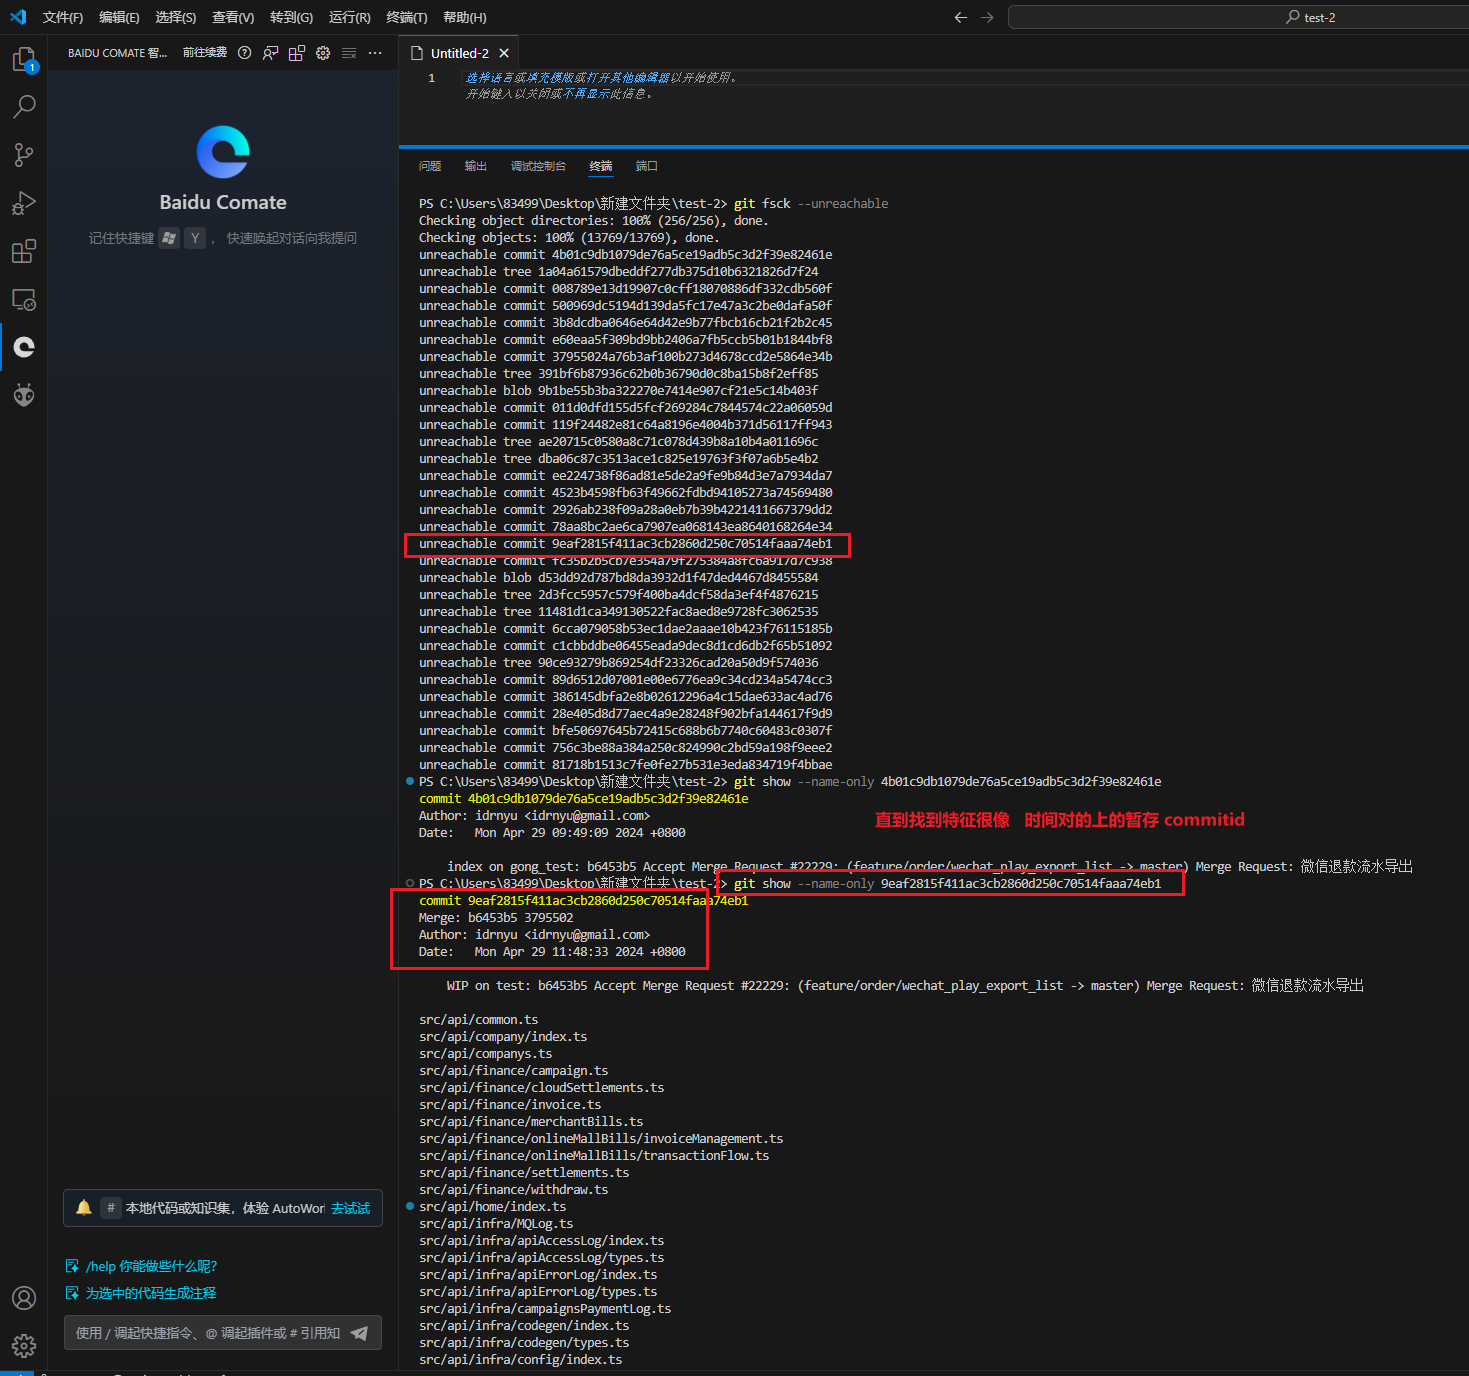 文件(F) 编辑(E) 选择(S) 查看(V) 转到(G) 运行(R) 终端(T) 帮助(H) test-2
1
BAIDU COMATE 智... 前往续费
Baidu Comate
记住快捷键 Y ， 快速唤起对话向我提问
# 本地代码或知识集，体验 AutoWor 去试试
/help 你能做些什么呢?
为选中的代码生成注释
使用 / 调起快捷指令、@ 调起插件或 # 引用知
Untitled-2
1 选择语言或填充模版或打开其他编辑器以开始使用。
开始键入以关闭或不再显示此信息。
问题 输出 调试控制台 终端 端口
PS C:\Users\83499\Desktop\新建文件夹\test-2> git fsck --unreachable
Checking object directories: 100% (256/256), done.
Checking objects: 100% (13769/13769), done.
unreachable commit 4b01c9db1079de76a5ce19adb5c3d2f39e82461e
unreachable tree 1a04a61579dbeddf277db375d10b6321826d7f24
unreachable commit 008789e13d19907c0cff18070886df332cdb560f
unreachable commit 500969dc5194d139da5fc17e47a3c2be0dafa50f
unreachable commit 3b8dcdba0646e64d42e9b77fbcb16cb21f2b2c45
unreachable commit e60eaa5f309bd9bb2406a7fb5ccb5b01b1844bf8
unreachable commit 37955024a76b3af100b273d4678ccd2e5864e34b
unreachable tree 391bf6b87936c62b0b36790d0c8ba15b8f2eff85
unreachable blob 9b1be55b3ba322270e7414e907cf21e5c14b403f
unreachable commit 011d0dfd155d5fcf269284c7844574c22a06059d
unreachable commit 119f24482e81c64a8196e4004b371d56117ff943
unreachable tree ae20715c0580a8c71c078d439b8a10b4a011696c
unreachable tree dba06c87c3513ace1c825e19763f3f07a6b5e4b2
unreachable commit ee224738f86ad81e5de2a9fe9b84d3e7a7934da7
unreachable commit 4523b4598fb63f49662fdbd94105273a74569480
unreachable commit 2926ab238f09a28a0eb7b39b4221411667379dd2
unreachable commit 78aa8bc2ae6ca7907ea068143ea8640168264e34
unreachable commit 9eaf2815f411ac3cb2860d250c70514faaa74eb1
unreachable commit fc35b2b5cb7e354a79f275384a8fc6a917d7c938
unreachable blob d53dd92d787bd8da3932d1f47ded4467d8455584
unreachable tree 2d3fcc5957c579f400ba4dcf58da3ef4f4876215
unreachable tree 11481d1ca349130522fac8aed8e9728fc3062535
unreachable commit 6cca079058b53ec1dae2aaae10b423f76115185b
unreachable commit c1cbbddbe06455eada9dec8d1cd6db2f65b51092
unreachable tree 90ce93279b869254df23326cad20a50d9f574036
unreachable commit 89d6512d07001e00e6776ea9c34cd234a5474cc3
unreachable commit 386145dbfa2e8b02612296a4c15dae633ac4ad76
unreachable commit 28e405d8d77aec4a9e28248f902bfa144617f9d9
unreachable commit bfe50697645b72415c688b6b7740c60483c0307f
unreachable commit 756c3be88a384a250c824990c2bd59a198f9eee2
unreachable commit 81718b1513c7fe0fe27b531e3eda834719f4bbae
PS C:\Users\83499\Desktop\新建文件夹\test-2> git show --name-only 4b01c9db1079de76a5ce19adb5c3d2f39e82461e
commit 4b01c9db1079de76a5ce19adb5c3d2f39e82461e
Author: idrnyu <idrnyu@gmail.com>
直到找到特征很像 时间对的上的暂存 commitid
Date: Mon Apr 29 09:49:09 2024 +0800
index on gong_test: b6453b5 Accept Merge Request #22229: (feature/order/wechat_play_export_list -> master) Merge Request: 微信退款流水导出
PS C:\Users\83499\Desktop\新建文件夹\test-2> git show --name-only 9eaf2815f411ac3cb2860d250c70514faaa74eb1
commit 9eaf2815f411ac3cb2860d250c70514faaa74eb1
Merge: b6453b5 3795502
Author: idrnyu <idrnyu@gmail.com>
Date: Mon Apr 29 11:48:33 2024 +0800
WIP on test: b6453b5 Accept Merge Request #22229: (feature/order/wechat_play_export_list -> master) Merge Request: 微信退款流水导出
src/api/common.ts
src/api/company/index.ts
src/api/companys.ts
src/api/finance/campaign.ts
src/api/finance/cloudSettlements.ts
src/api/finance/invoice.ts
src/api/finance/merchantBills.ts
src/api/finance/onlineMallBills/invoiceManagement.ts
src/api/finance/onlineMallBills/transactionFlow.ts
src/api/finance/settlements.ts
src/api/finance/withdraw.ts
src/api/home/index.ts
src/api/infra/MQLog.ts
src/api/infra/apiAccessLog/index.ts
src/api/infra/apiAccessLog/types.ts
src/api/infra/apiErrorLog/index.ts
src/api/infra/apiErrorLog/types.ts
src/api/infra/campaignsPaymentLog.ts
src/api/infra/codegen/index.ts
src/api/infra/codegen/types.ts
src/api/infra/config/index.ts